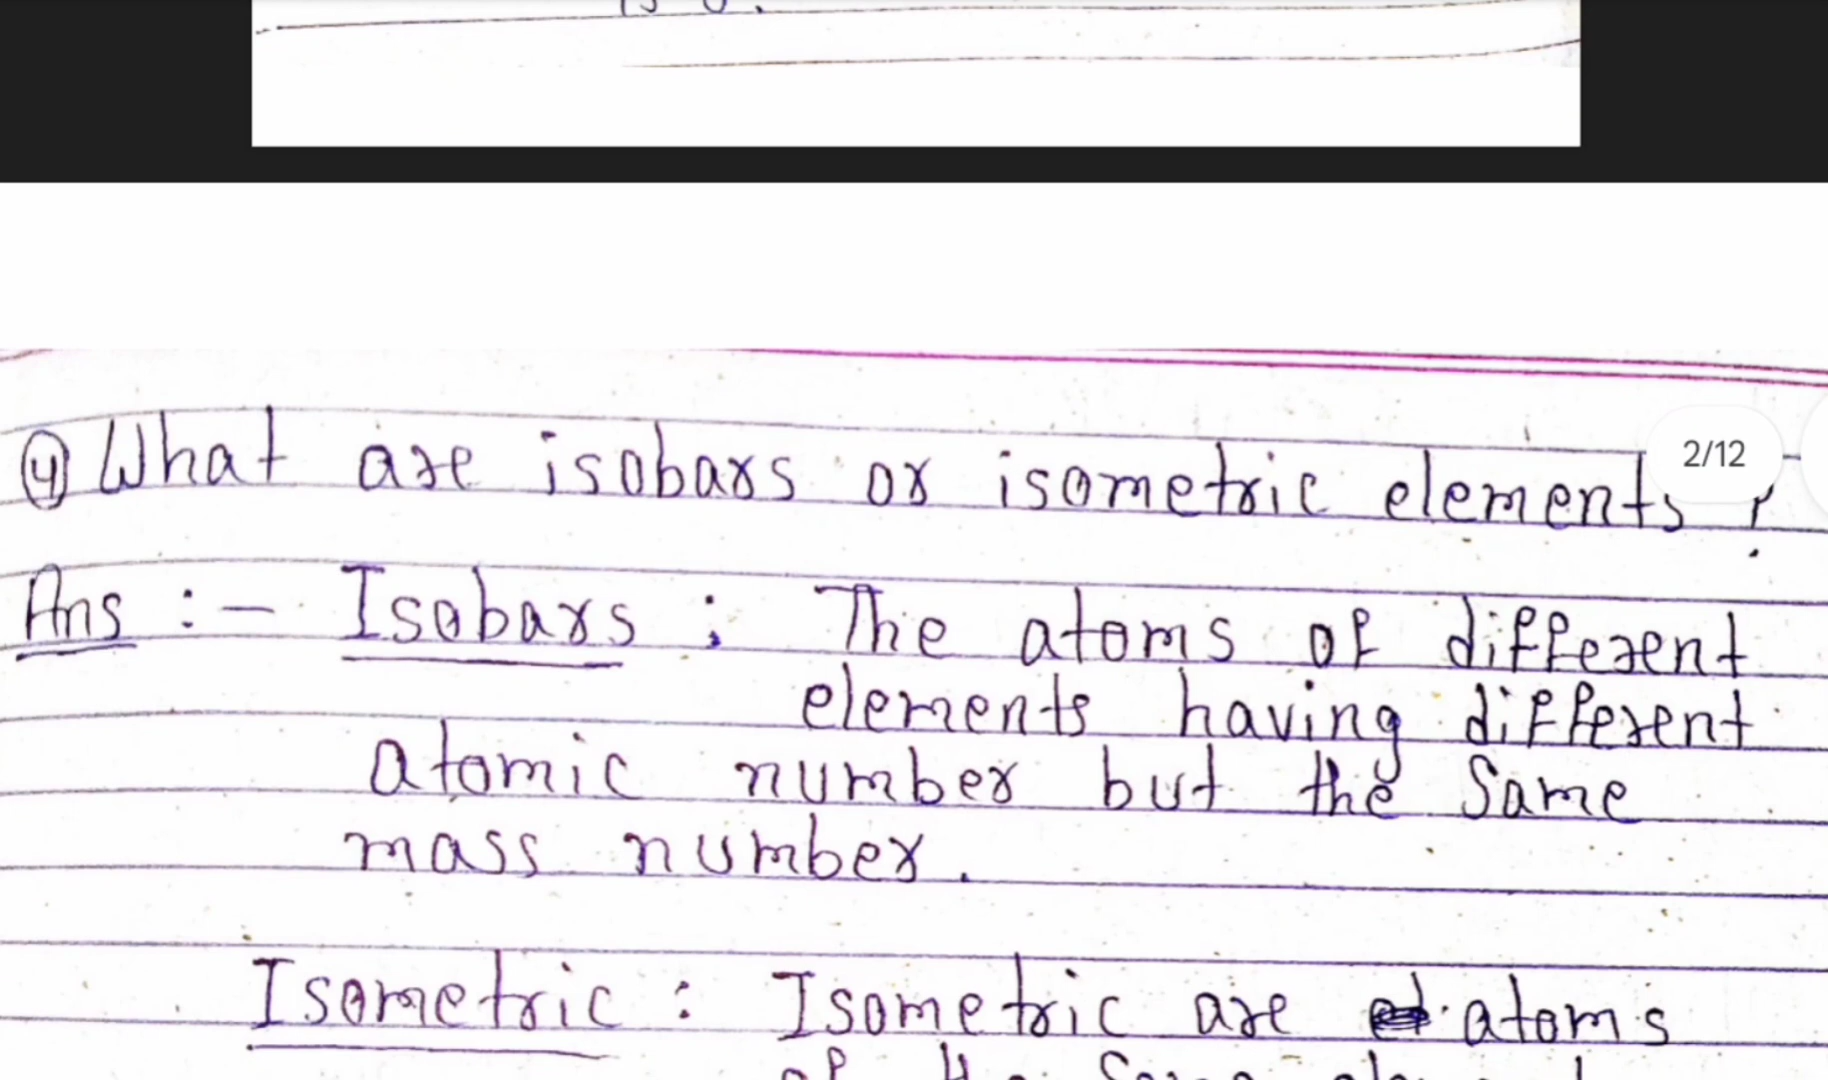 ④ What are isobars or isometric elements ?
2/12
Ans :- Isobars : The atoms of different
elements having different
atomic number but the same
mass number.
Isometric : Isometric are atoms